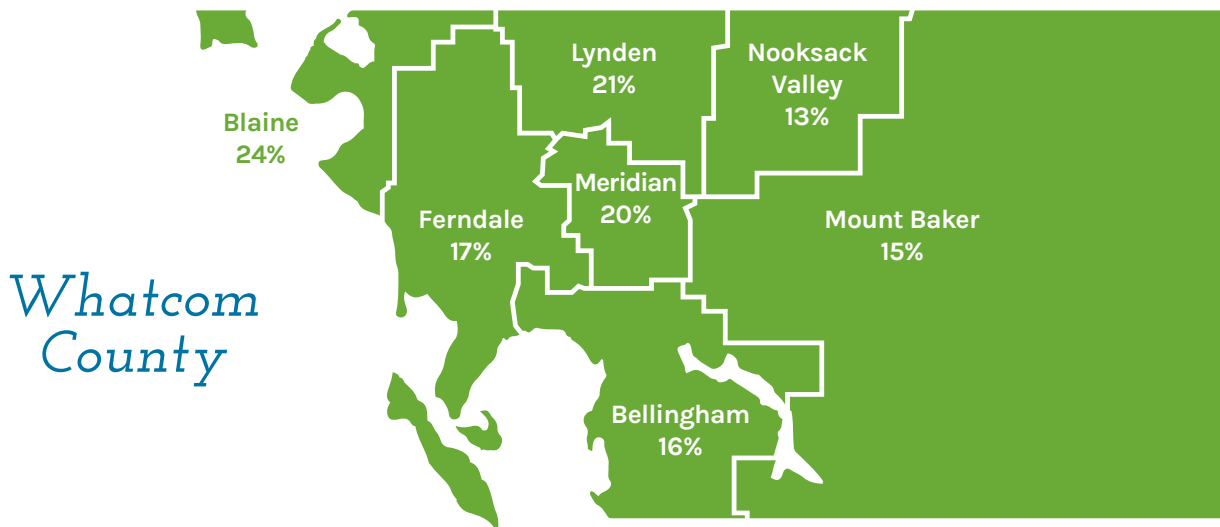 Lynden
21%
Nooksack
Valley
13%
Blaine
24%
Meridian
20%
Ferndale
17%
Mount Baker
15%
Whatcom
County
Bellingham
16%